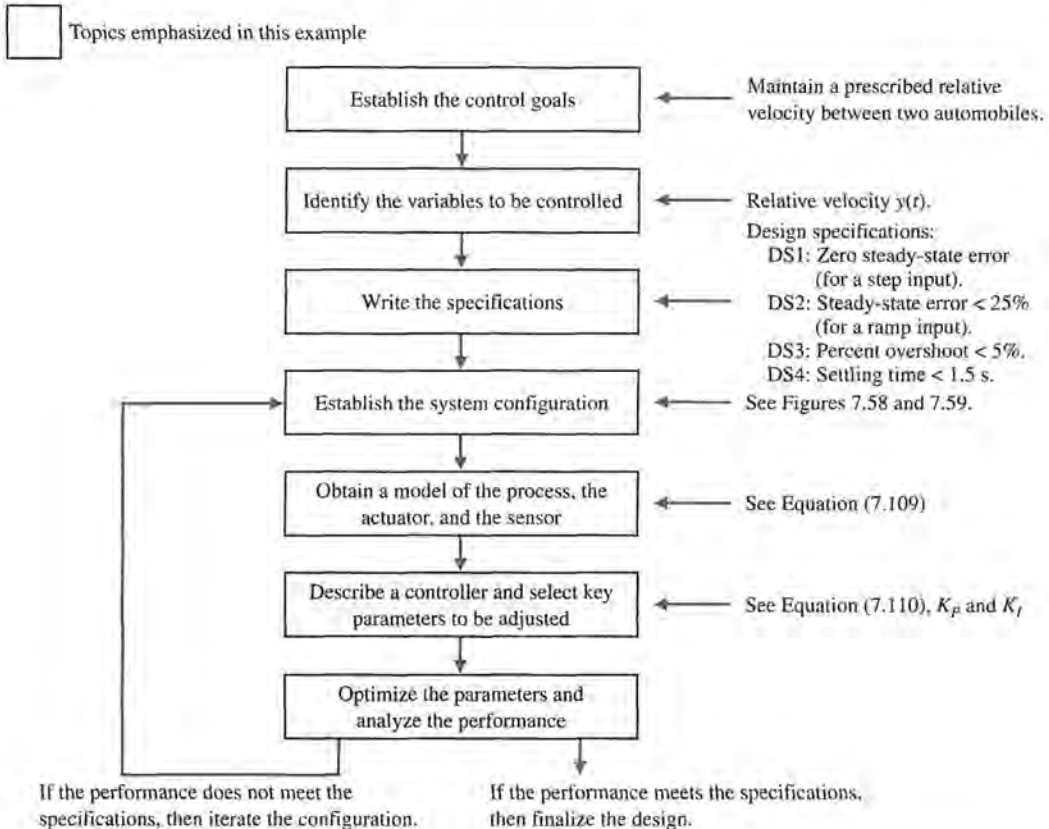 Topics emphasized in this example
Establish the control goals
Maintain a prescribed relative
velocity between two automobiles.
Identify the variables to be controlled
Relative velocity y(t).
Design specifications:
DS1: Zero steady-state error
(for a step input).
Write the specifications
DS2: Steady-state error < 25%
(for a ramp input).
DS3: Percent overshoot < 5%.
DS4: Settling time < 1.5 s.
Establish the system configuration
See Figures 7.58 and 7.59.
Obtain a model of the process, the
actuator, and the sensor
See Equation (7.109)
Describe a controller and select key
parameters to be adjusted
See Equation (7.110), K_P and K_I
Optimize the parameters and
analyze the performance
If the performance does not meet the
specifications, then iterate the configuration.
If the performance meets the specifications,
then finalize the design.